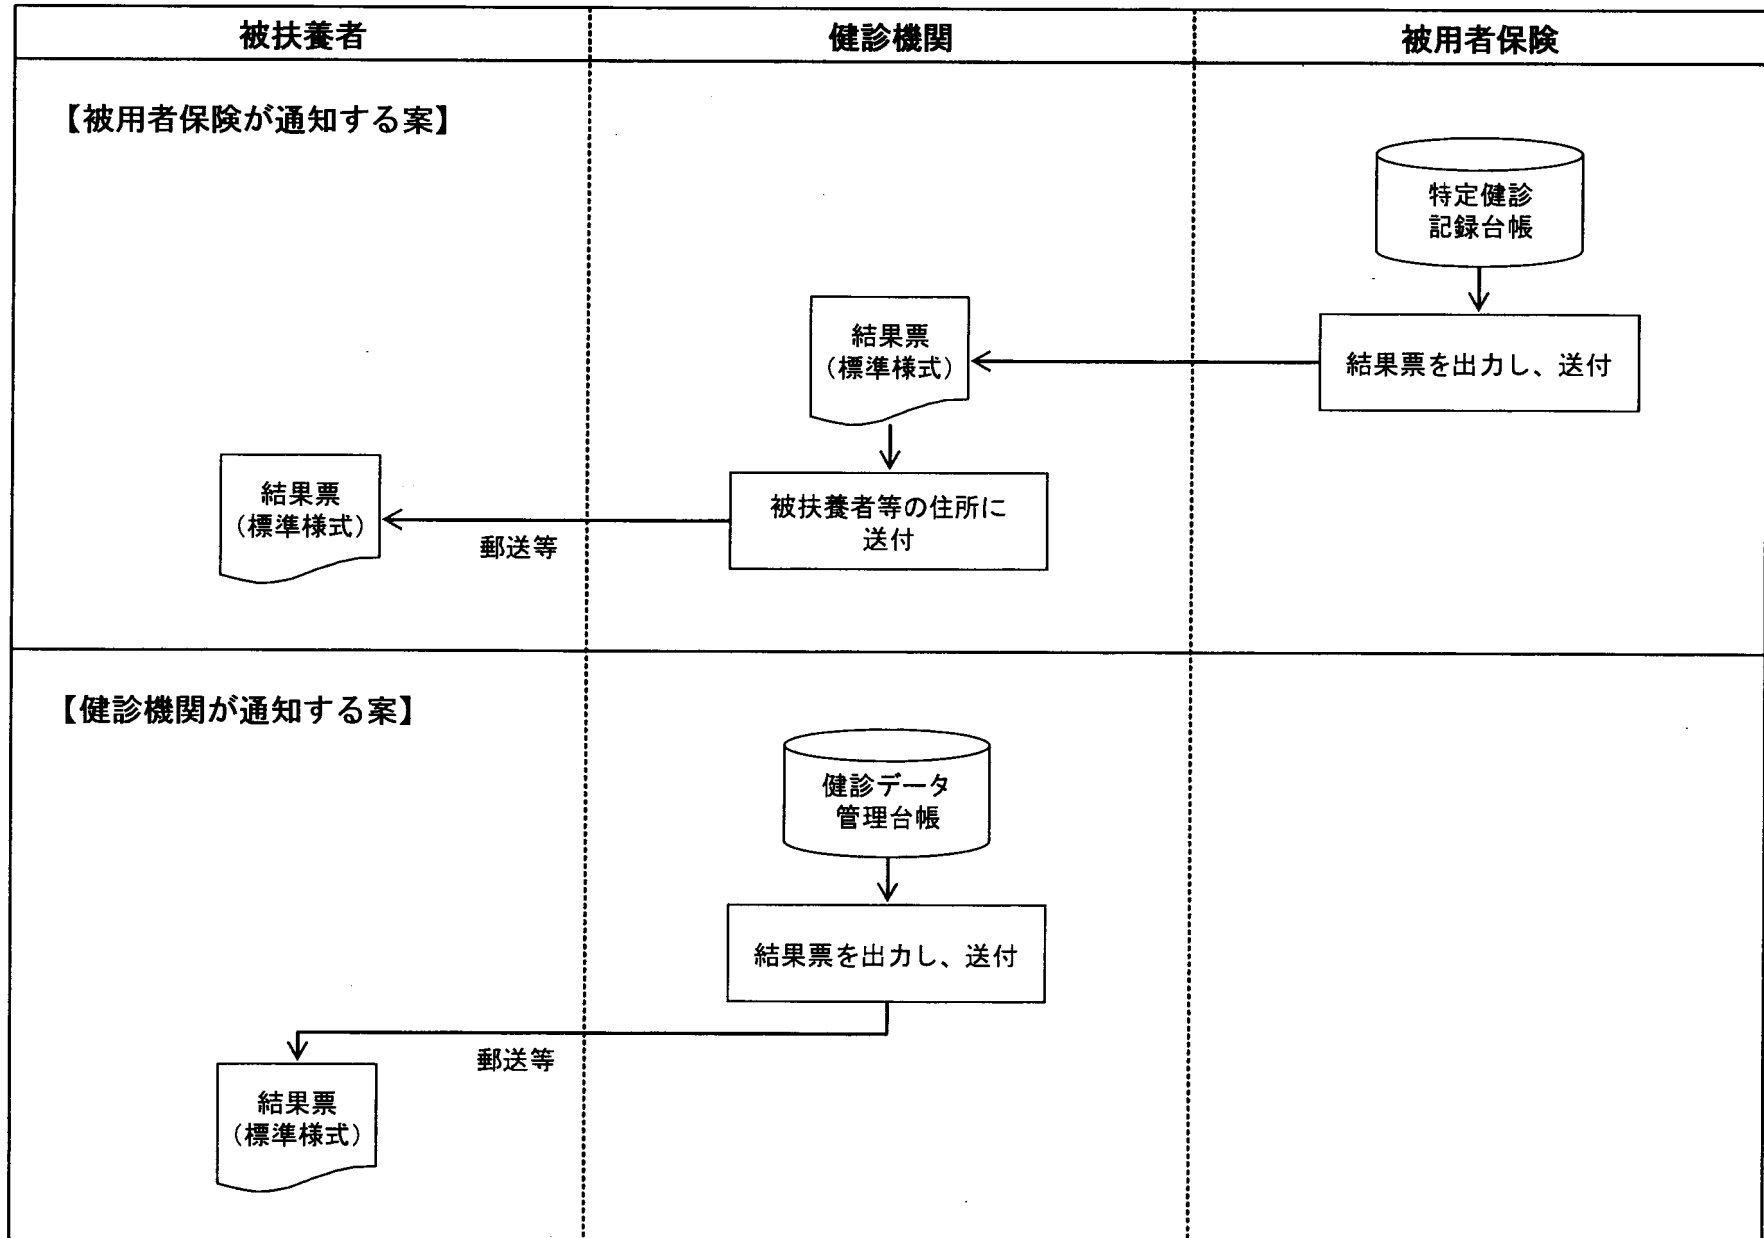 被扶養者
健診機関
被用者保険
【被用者保険が通知する案】
特定健診
記録台帳
結果票を出力し、送付
結果票
（標準様式）
被扶養者等の住所に
送付
郵送等
結果票
（標準様式）
【健診機関が通知する案】
健診データ
管理台帳
結果票を出力し、送付
郵送等
結果票
（標準様式）